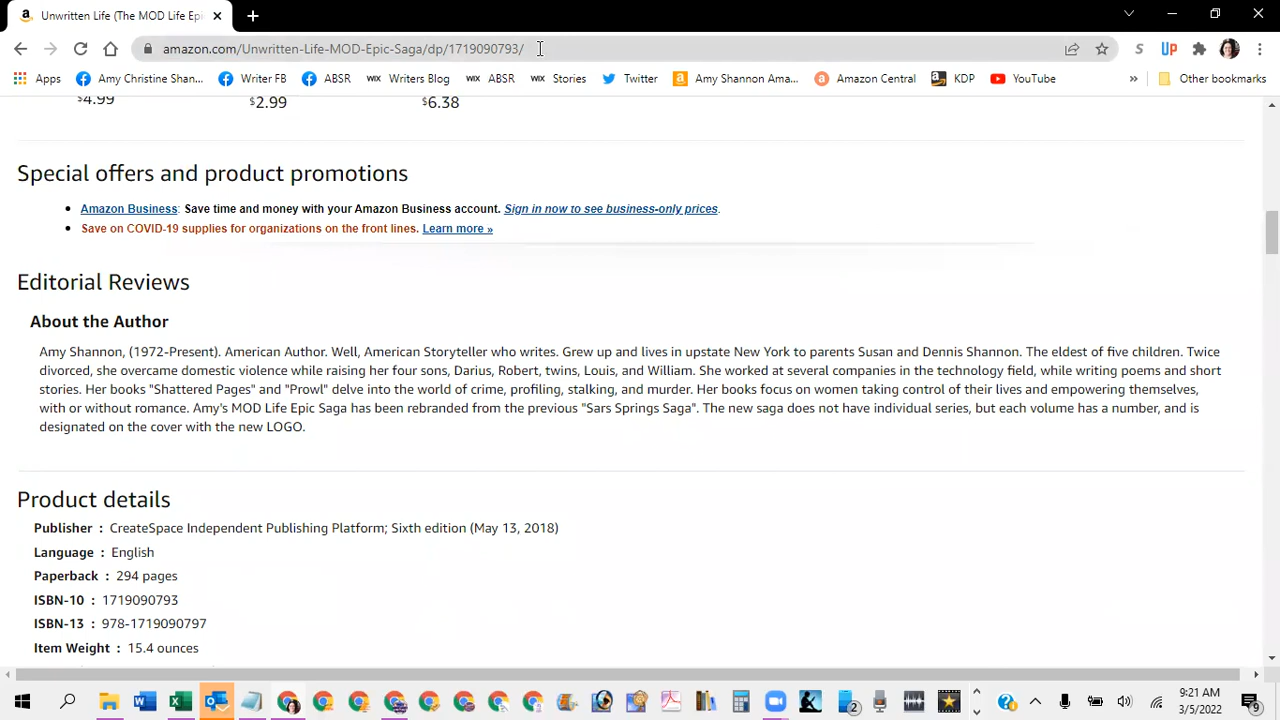 Unwritten Life (The MOD Life Epi
amazon.com/Unwritten-Life-MOD-Epic-Saga/dp/1719090793/
Apps Amy Christine Shan... Writer FB ABSR Writers Blog ABSR Stories Twitter Amy Shannon Ama... Amazon Central KDP YouTube » Other bookmarks
$4.99 $2.99 $6.38
Special offers and product promotions
Amazon Business: Save time and money with your Amazon Business account. Sign in now to see business-only prices.
Save on COVID-19 supplies for organizations on the front lines. Learn more »
Editorial Reviews
About the Author
Amy Shannon, (1972-Present). American Author. Well, American Storyteller who writes. Grew up and lives in upstate New York to parents Susan and Dennis Shannon. The eldest of five children. Twice
divorced, she overcame domestic violence while raising her four sons, Darius, Robert, twins, Louis, and William. She worked at several companies in the technology field, while writing poems and short
stories. Her books "Shattered Pages" and "Prowl" delve into the world of crime, profiling, stalking, and murder. Her books focus on women taking control of their lives and empowering themselves,
with or without romance. Amy's MOD Life Epic Saga has been rebranded from the previous "Sars Springs Saga". The new saga does not have individual series, but each volume has a number, and is
designated on the cover with the new LOGO.
Product details
Publisher : CreateSpace Independent Publishing Platform; Sixth edition (May 13, 2018)
Language : English
Paperback : 294 pages
ISBN-10 : 1719090793
ISBN-13 : 978-1719090797
Item Weight : 15.4 ounces
9:21 AM
3/5/2022